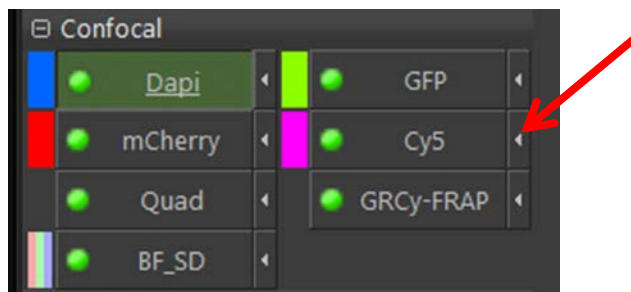 Confocal
Dapi GFP
mCherry Cy5
Quad GRCy-FRAP
BF_SD